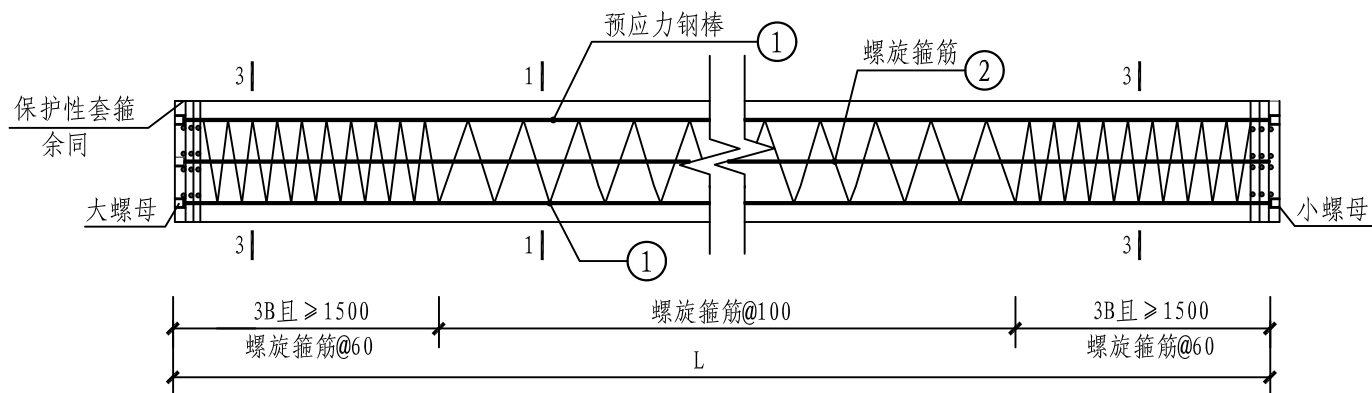 预应力钢棒 ①
螺旋箍筋 ②
3 1 3
保护性套箍
余同
大螺母
小螺母
3 1 3
①
3B且≥1500 螺旋箍筋@100 3B且≥1500
螺旋箍筋@60 螺旋箍筋@60
L